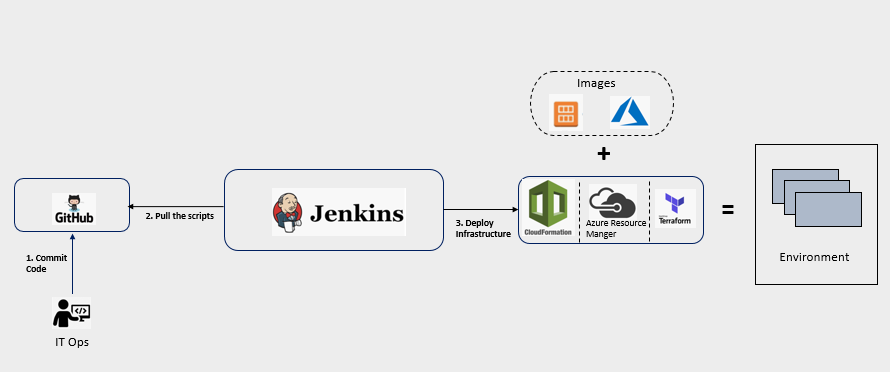 Images
+
GitHub
2. Pull the scripts
Jenkins
3. Deploy
Infrastructure
CloudFormation
Azure Resource
Manger
Terraform
=
Environment
1. Commit
Code
IT Ops